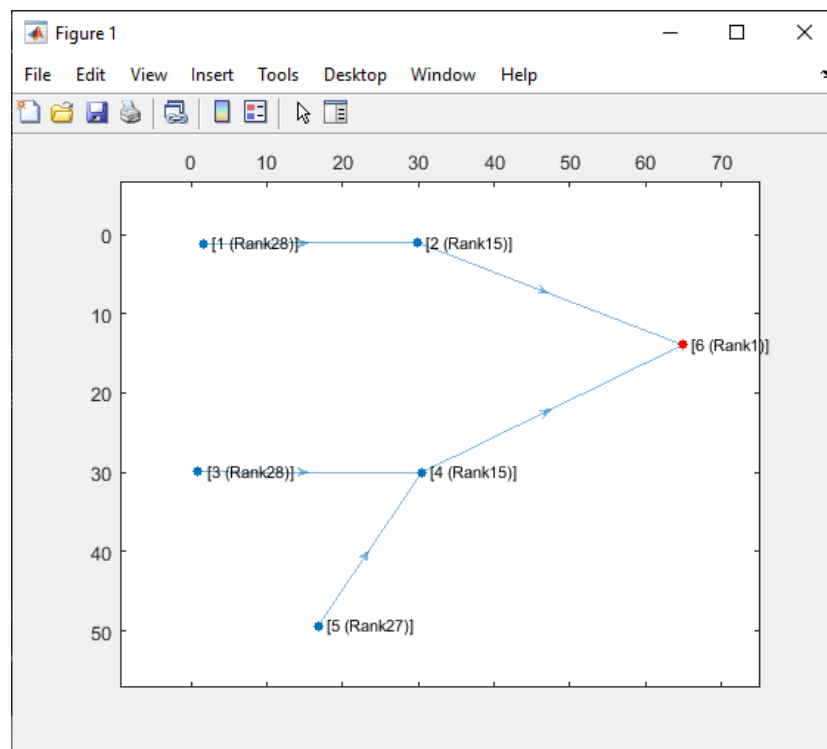 Figure 1
File Edit View Insert Tools Desktop Window Help
0 10 20 30 40 50 60 70
0
[1 (Rank28)] [2 (Rank15)]
10
[6 (Rank1)]
20
30
[3 (Rank28)] [4 (Rank15)]
40
50
[5 (Rank27)]